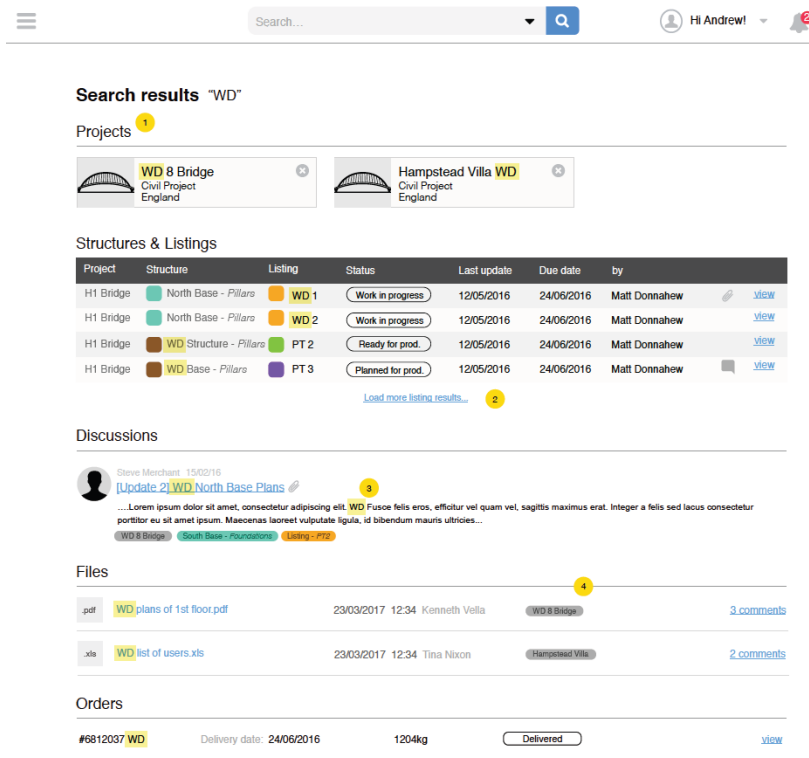 Search...
Hi Andrew!
2
Search results "WD"
Projects 1
WD 8 Bridge
Civil Project
England
Hampstead Villa WD
Civil Project
England
Structures & Listings
Project Structure Listing Status Last update Due date by
H1 Bridge North Base - Pillars WD 1 Work in progress 12/05/2016 24/06/2016 Matt Donnahew view
H1 Bridge North Base - Pillars WD 2 Work in progress 12/05/2016 24/06/2016 Matt Donnahew view
H1 Bridge WD Structure - Pillars PT 2 Ready for prod. 12/05/2016 24/06/2016 Matt Donnahew view
H1 Bridge WD Base - Pillars PT 3 Planned for prod. 12/05/2016 24/06/2016 Matt Donnahew view
Load more listing results... 2
Discussions
Steve Merchant 15/02/16
[Update 2] WD North Base Plans 3
....Lorem ipsum dolor sit amet, consectetur adipiscing elit. WD Fusce felis eros, efficitur vel quam vel, sagittis maximus erat. Integer a felis sed lacus consectetur
porttitor eu sit amet ipsum. Maecenas laoreet vulputate ligula, id bibendum mauris ultricies...
WD 8 Bridge South Base - Foundations Listing - PT2
Files
4
.pdf WD plans of 1st floor.pdf 23/03/2017 12:34 Kenneth Vella WD 8 Bridge 3 comments
.xls WD list of users.xls 23/03/2017 12:34 Tina Nixon Hampstead Villa 2 comments
Orders
#6812037 WD Delivery date: 24/06/2016 1204kg Delivered view